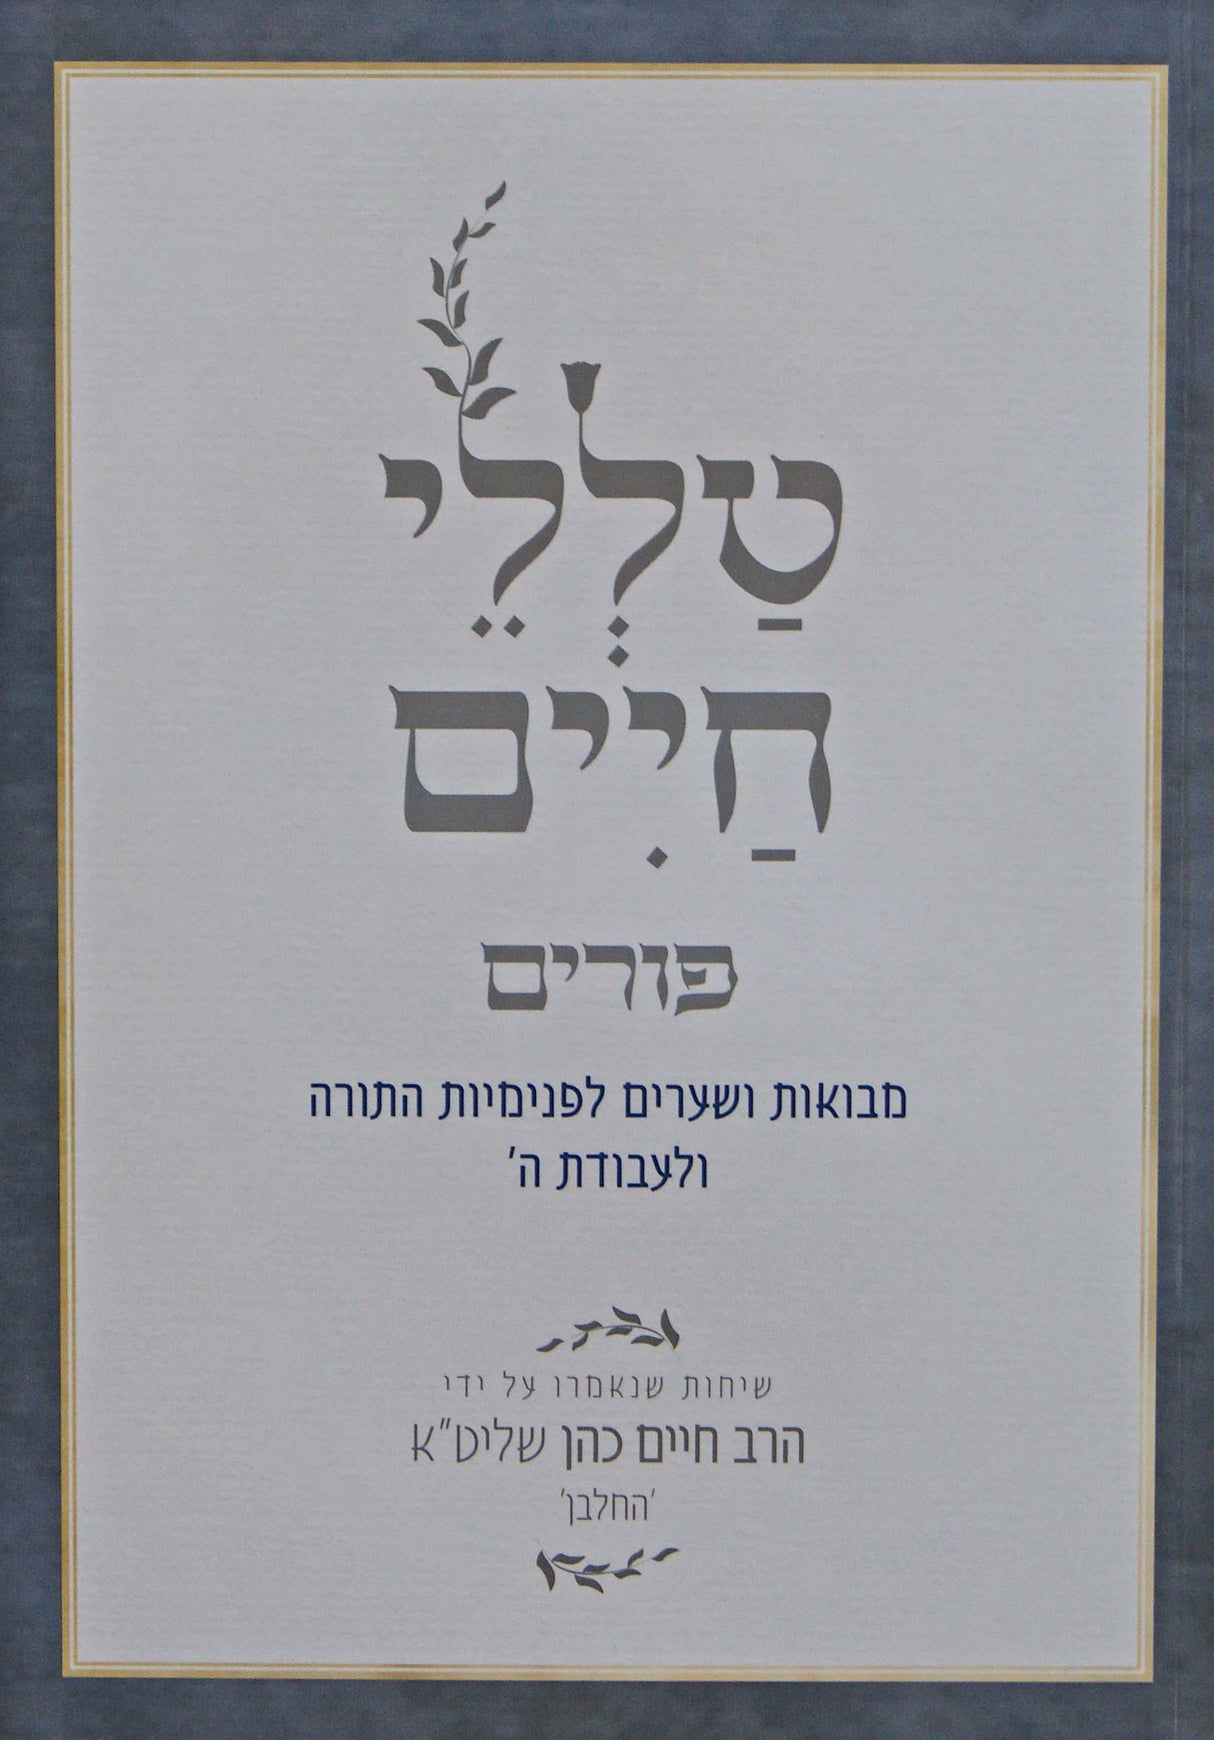 טַלְלֵי
חַיִים
פורים
מבואות ושערים לפנימיות התורה
ולעבודת ה'
שיחות שנאמרו על ידי
הרב חיים כהן שליט"א
'החלבן'